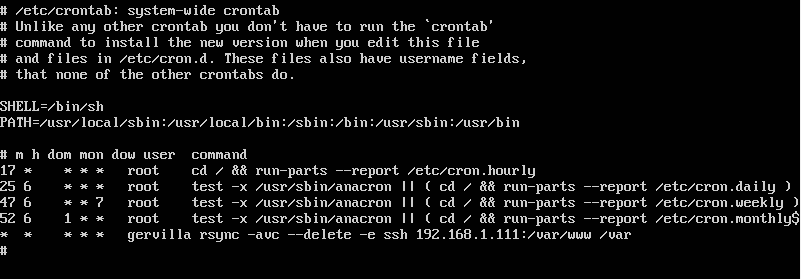 # /etc/crontab: system-wide crontab
# Unlike any other crontab you don't have to run the `crontab'
# command to install the new version when you edit this file
# and files in /etc/cron.d. These files also have username fields,
# that none of the other crontabs do.

SHELL=/bin/sh
PATH=/usr/local/sbin:/usr/local/bin:/sbin:/bin:/usr/sbin:/usr/bin

# m h dom mon dow user  command
17 *    * * *   root    cd / && run-parts --report /etc/cron.hourly
25 6    * * *   root    test -x /usr/sbin/anacron || ( cd / && run-parts --report /etc/cron.daily )
47 6    * * 7   root    test -x /usr/sbin/anacron || ( cd / && run-parts --report /etc/cron.weekly )
52 6    1 * *   root    test -x /usr/sbin/anacron || ( cd / && run-parts --report /etc/cron.monthly$
*  *    * * *   gervilla rsync -avc --delete -e ssh 192.168.1.111:/var/www /var
#